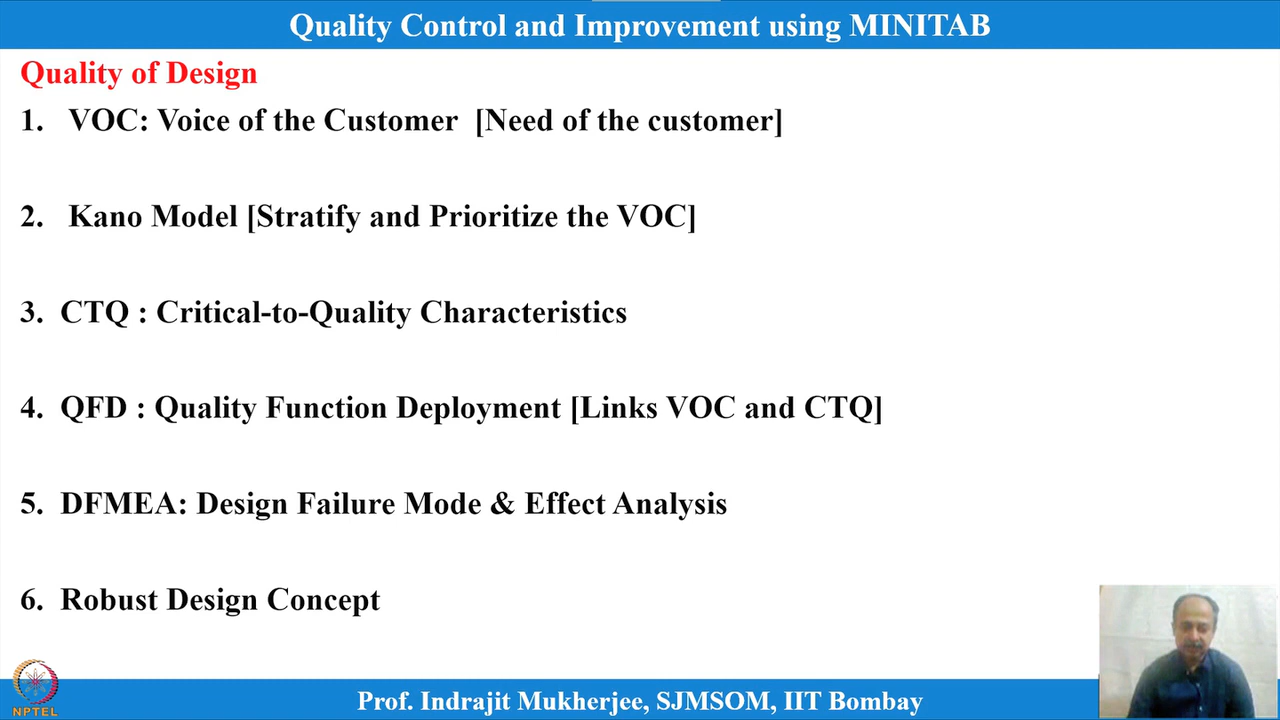 Quality Control and Improvement using MINITAB
Quality of Design
1. VOC: Voice of the Customer [Need of the customer]
2. Kano Model [Stratify and Prioritize the VOC]
3. CTQ : Critical-to-Quality Characteristics
4. QFD : Quality Function Deployment [Links VOC and CTQ]
5. DFMEA: Design Failure Mode & Effect Analysis
6. Robust Design Concept
NPTEL
Prof. Indrajit Mukherjee, SJMSOM, IIT Bombay